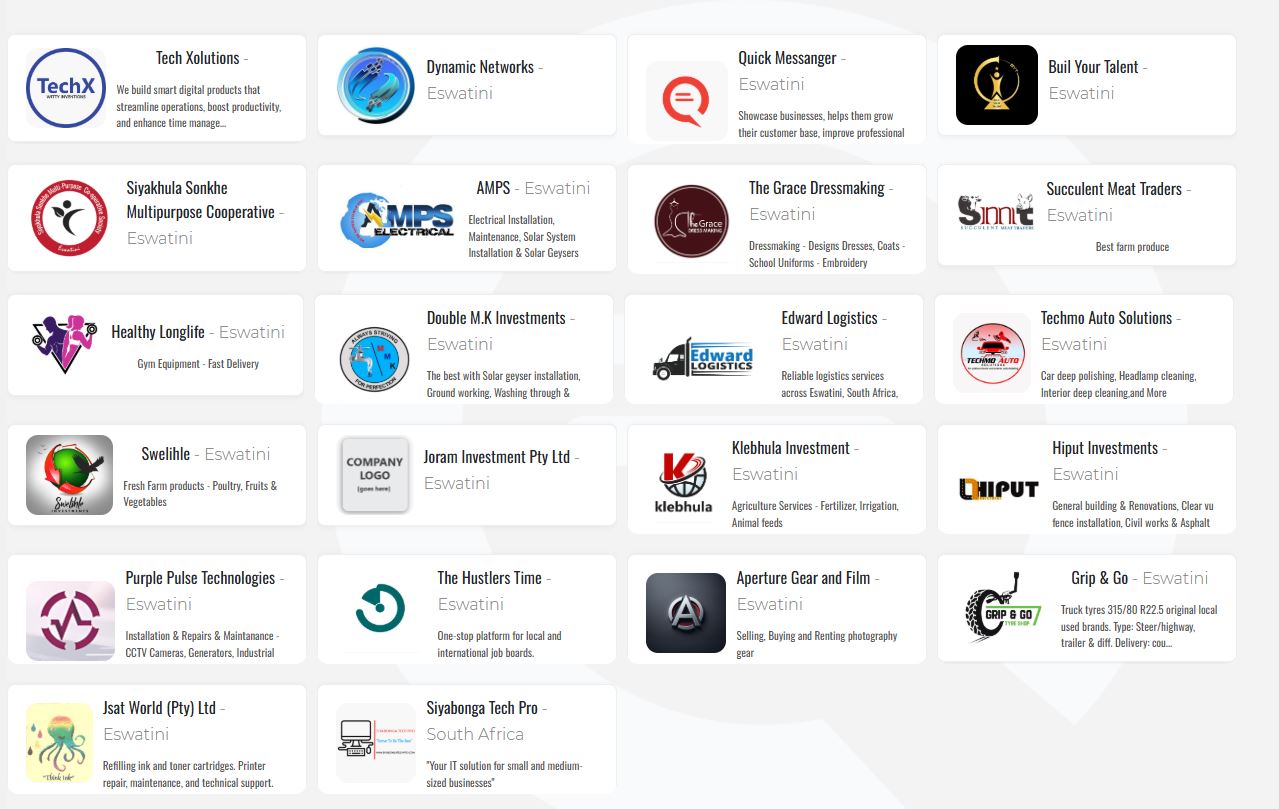 TechX
WITTY INVENTIONS
Tech Xolutions -
We build smart digital products that
streamline operations, boost productivity,
and enhance time manage...
Dynamic Networks -
Eswatini
Quick Messanger -
Eswatini
Showcase businesses, helps them grow
their customer base, improve professional
Buil Your Talent -
Eswatini
Siyakhula Sonkhe Multi-Purpose Co-operative Society
Eswatini
Siyakhula Sonkhe
Multipurpose Cooperative -
Eswatini
AMPS
ELECTRICAL
AMPS - Eswatini
Electrical Installation,
Maintenance, Solar System
Installation & Solar Geysers
The Grace
DRESS MAKING
The Grace Dressmaking -
Eswatini
Dressmaking - Designs Dresses, Coats -
School Uniforms - Embroidery
Smt
SUCCULENT MEAT TRADERS
Succulent Meat Traders -
Eswatini
Best farm produce
Healthy Longlife - Eswatini
Gym Equipment - Fast Delivery
ALWAYS STRIVING
M
M
K
FOR PERFECTION
Double M.K Investments -
Eswatini
The best with Solar geyser installation,
Ground working, Washing through &
Edward
LOGISTICS
Edward Logistics -
Eswatini
Reliable logistics services
across Eswatini, South Africa,
TECHMO AUTO
SOLUTIONS
Techmo Auto Solutions -
Eswatini
Car deep polishing, Headlamp cleaning,
Interior deep cleaning,and More
Swelihle
INVESTMENTS
Swelihle - Eswatini
Fresh Farm products - Poultry, Fruits &
Vegetables
COMPANY
LOGO
(goes here)
Joram Investment Pty Ltd -
Eswatini
K
klebhula
Klebhula Investment -
Eswatini
Agriculture Services - Fertilizer, Irrigation,
Animal feeds
HIPUT
Hiput Investments -
Eswatini
General building & Renovations, Clear vu
fence installation, Civil works & Asphalt
Purple Pulse Technologies -
Eswatini
Installation & Repairs & Maintanance -
CCTV Cameras, Generators, Industrial
The Hustlers Time -
Eswatini
One-stop platform for local and
international job boards.
A
Aperture Gear and Film -
Eswatini
Selling, Buying and Renting photography
gear
GRIP & GO
TYRE SHOP
Grip & Go - Eswatini
Truck tyres 315/80 R22.5 original local
used brands. Type: Steer/highway,
trailer & diff. Delivery: cou...
"Think ink"
Jsat World (Pty) Ltd -
Eswatini
Refilling ink and toner cartridges. Printer
repair, maintenance, and technical support.
Siyabonga Tech Pro -
South Africa
"Your IT solution for small and medium-
sized businesses"